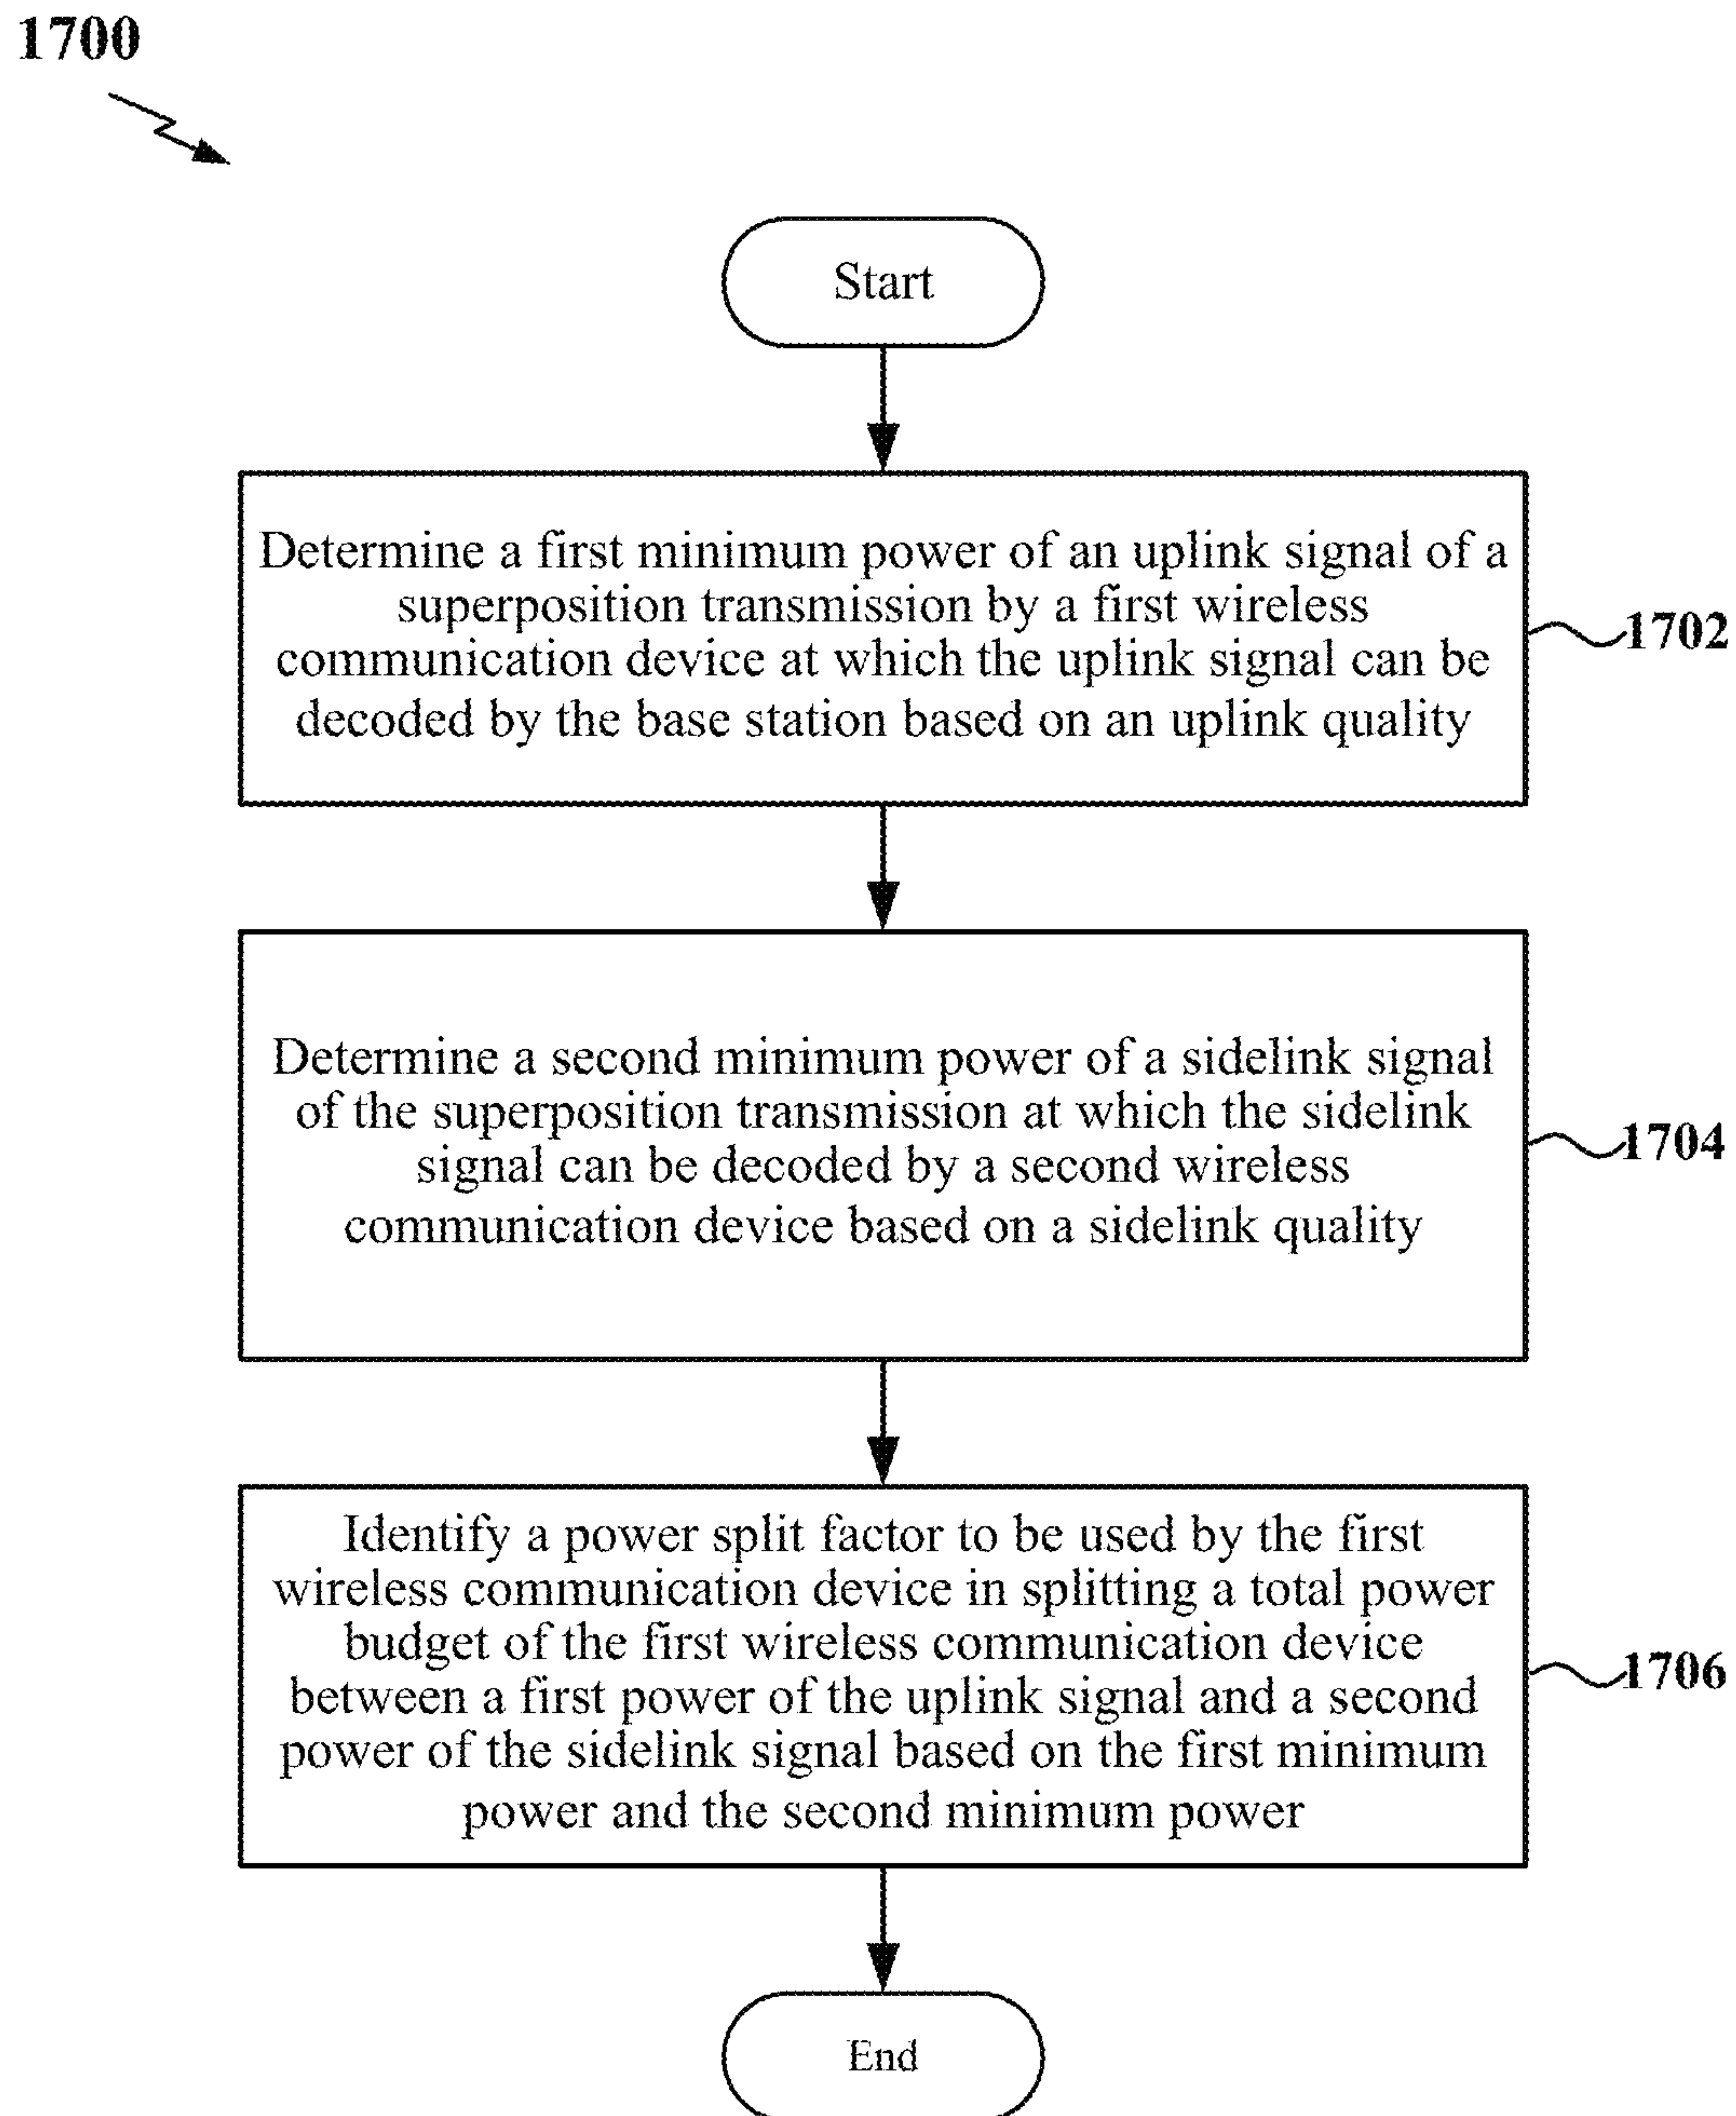 1700
Start
Determine a first minimum power of an uplink signal of a
superposition transmission by a first wireless
communication device at which the uplink signal can be
decoded by the base station based on an uplink quality
1702
Determine a second minimum power of a sidelink signal
of the superposition transmission at which the sidelink
signal can be decoded by a second wireless
communication device based on a sidelink quality
1704
Identify a power split factor to be used by the first
wireless communication device in splitting a total power
budget of the first wireless communication device
between a first power of the uplink signal and a second
power of the sidelink signal based on the first minimum
power and the second minimum power
1706
End